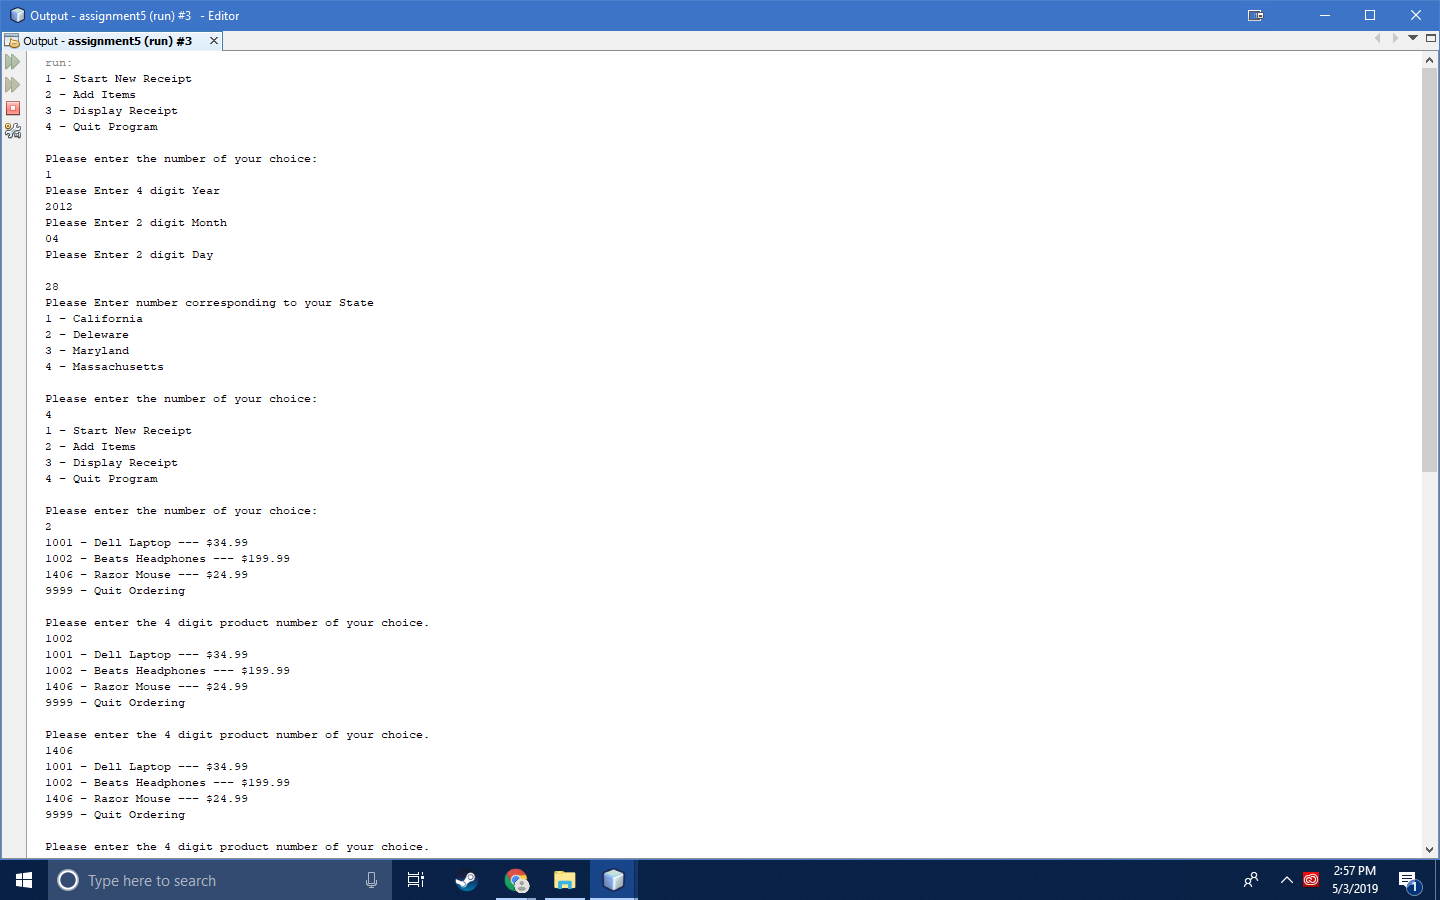 Output - assignment5 (run) #3 - Editor
Output - assignment5 (run) #3
run:
1 - Start New Receipt
2 - Add Items
3 - Display Receipt
4 - Quit Program
Please enter the number of your choice:
1
Please Enter 4 digit Year
2012
Please Enter 2 digit Month
04
Please Enter 2 digit Day
28
Please Enter number corresponding to your State
1 - California
2 - Deleware
3 - Maryland
4 - Massachusetts
Please enter the number of your choice:
4
1 - Start New Receipt
2 - Add Items
3 - Display Receipt
4 - Quit Program
Please enter the number of your choice:
2
1001 - Dell Laptop --- $34.99
1002 - Beats Headphones --- $199.99
1406 - Razor Mouse --- $24.99
9999 - Quit Ordering
Please enter the 4 digit product number of your choice.
1002
1001 - Dell Laptop --- $34.99
1002 - Beats Headphones --- $199.99
1406 - Razor Mouse --- $24.99
9999 - Quit Ordering
Please enter the 4 digit product number of your choice.
1406
1001 - Dell Laptop --- $34.99
1002 - Beats Headphones --- $199.99
1406 - Razor Mouse --- $24.99
9999 - Quit Ordering
Please enter the 4 digit product number of your choice.
Type here to search
2:57 PM
5/3/2019
1